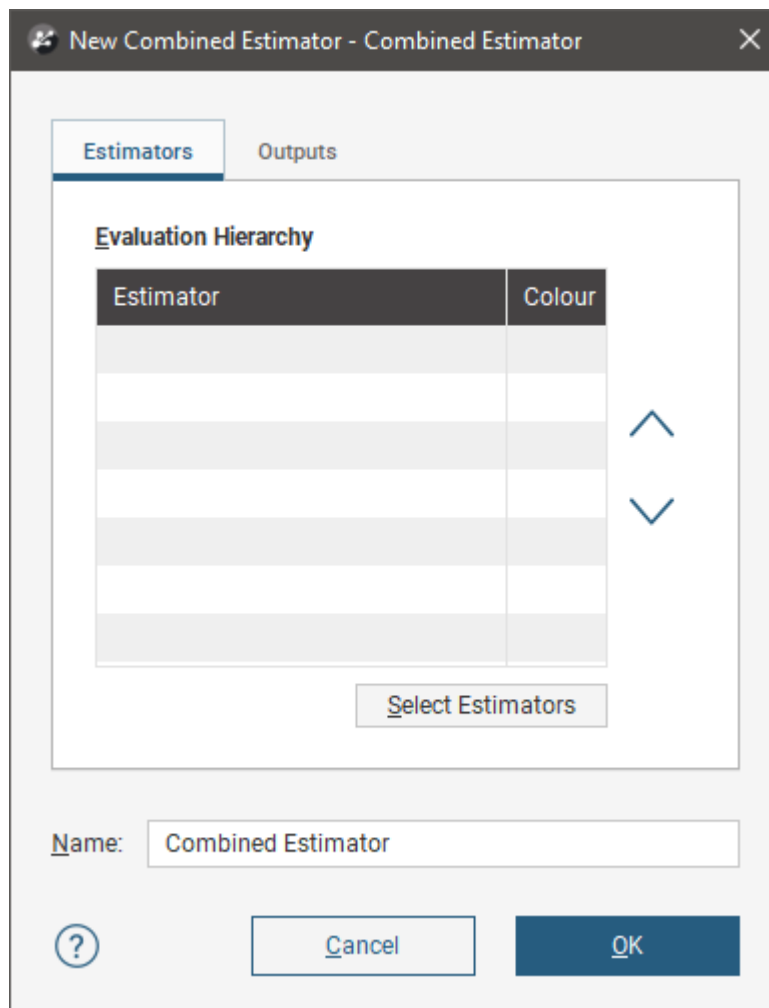 New Combined Estimator - Combined Estimator
Estimators Outputs
Evaluation Hierarchy
Estimator Colour
Select Estimators
Name: Combined Estimator
? Cancel OK